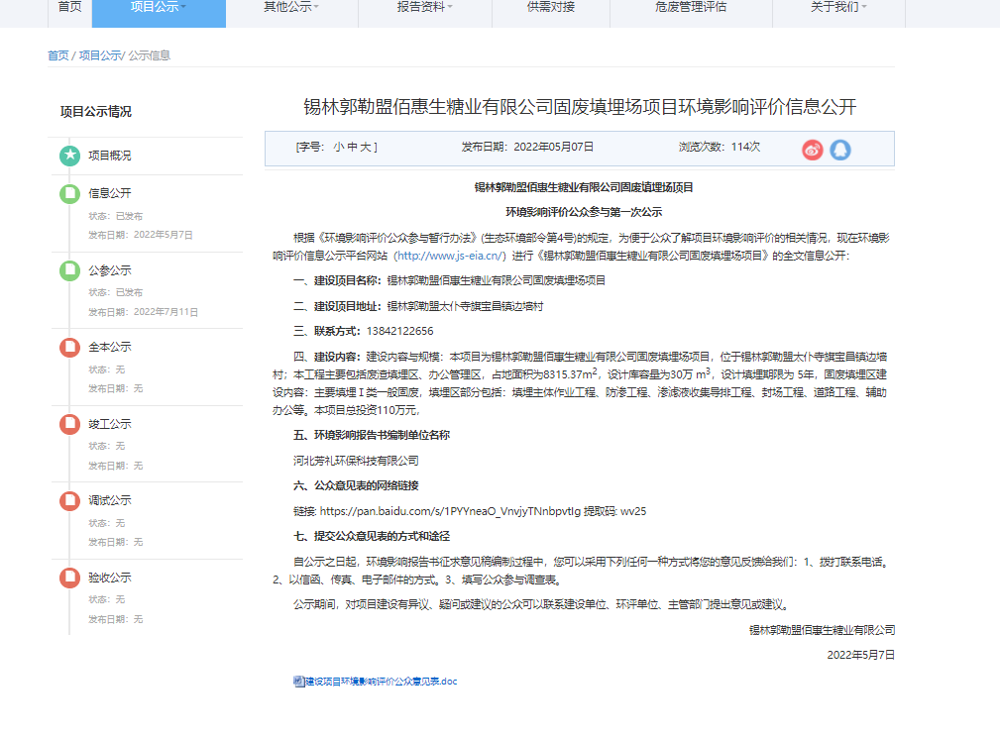 首页 项目公示 其他公示 报告资料 供需对接 危废管理评估 关于我们
首页 / 项目公示/ 公示信息
项目公示情况
项目概况
信息公开
状态：已发布
发布日期：2022年5月7日
公参公示
状态：已发布
发布日期：2022年7月11日
全本公示
状态：无
发布日期：无
竣工公示
状态：无
发布日期：无
调试公示
状态：无
发布日期：无
验收公示
状态：无
发布日期：无
锡林郭勒盟佰惠生糖业有限公司固废填埋场项目环境影响评价信息公开
[字号： 小 中 大 ] 发布日期：2022年05月07日 浏览次数：114次
锡林郭勒盟佰惠生糖业有限公司固废填埋场项目
环境影响评价公众参与第一次公示
根据《环境影响评价公众参与暂行办法》(生态环境部令第4号)的规定，为便于公众了解项目环境影响评价的相关情况，现在环境影
响评价信息公示平台网站（http://www.js-eia.cn/）进行《锡林郭勒盟佰惠生糖业有限公司固废填埋场项目》的全文信息公开：
一、建设项目名称：锡林郭勒盟佰惠生糖业有限公司固废填埋场项目
二、建设项目地址：锡林郭勒盟太仆寺旗宝昌镇边墙村
三、联系方式：13842122656
四、建设内容：建设内容与规模：本项目为锡林郭勒盟佰惠生糖业有限公司固废填埋场项目，位于锡林郭勒盟太仆寺旗宝昌镇边墙
村；本工程主要包括废渣填埋区、办公管理区，占地面积为8315.37m²，设计库容量为30万 m³，设计填埋期限为 5年，固废填埋区建
设内容：主要填埋 I 类一般固废，填埋区部分包括：填埋主体作业工程、防渗工程、渗滤液收集导排工程、封场工程、道路工程、辅助
办公等。本项目总投资110万元，
五、环境影响报告书编制单位名称
河北芳礼环保科技有限公司
六、公众意见表的网络链接
链接: https://pan.baidu.com/s/1PYYneaO_VnvjyTNnbpvtIg 提取码: wv25
七、提交公众意见表的方式和途径
自公示之日起，环境影响报告书征求意见稿编制过程中，您可以采用下列任何一种方式将您的意见反馈给我们：1、拨打联系电话。
2、以信函、传真、电子邮件的方式。3、填写公众参与调查表。
公示期间，对项目建设有异议、疑问或建议的公众可以联系建设单位、环评单位、主管部门提出意见或建议。
锡林郭勒盟佰惠生糖业有限公司
2022年5月7日
建设项目环境影响评价公众意见表.doc